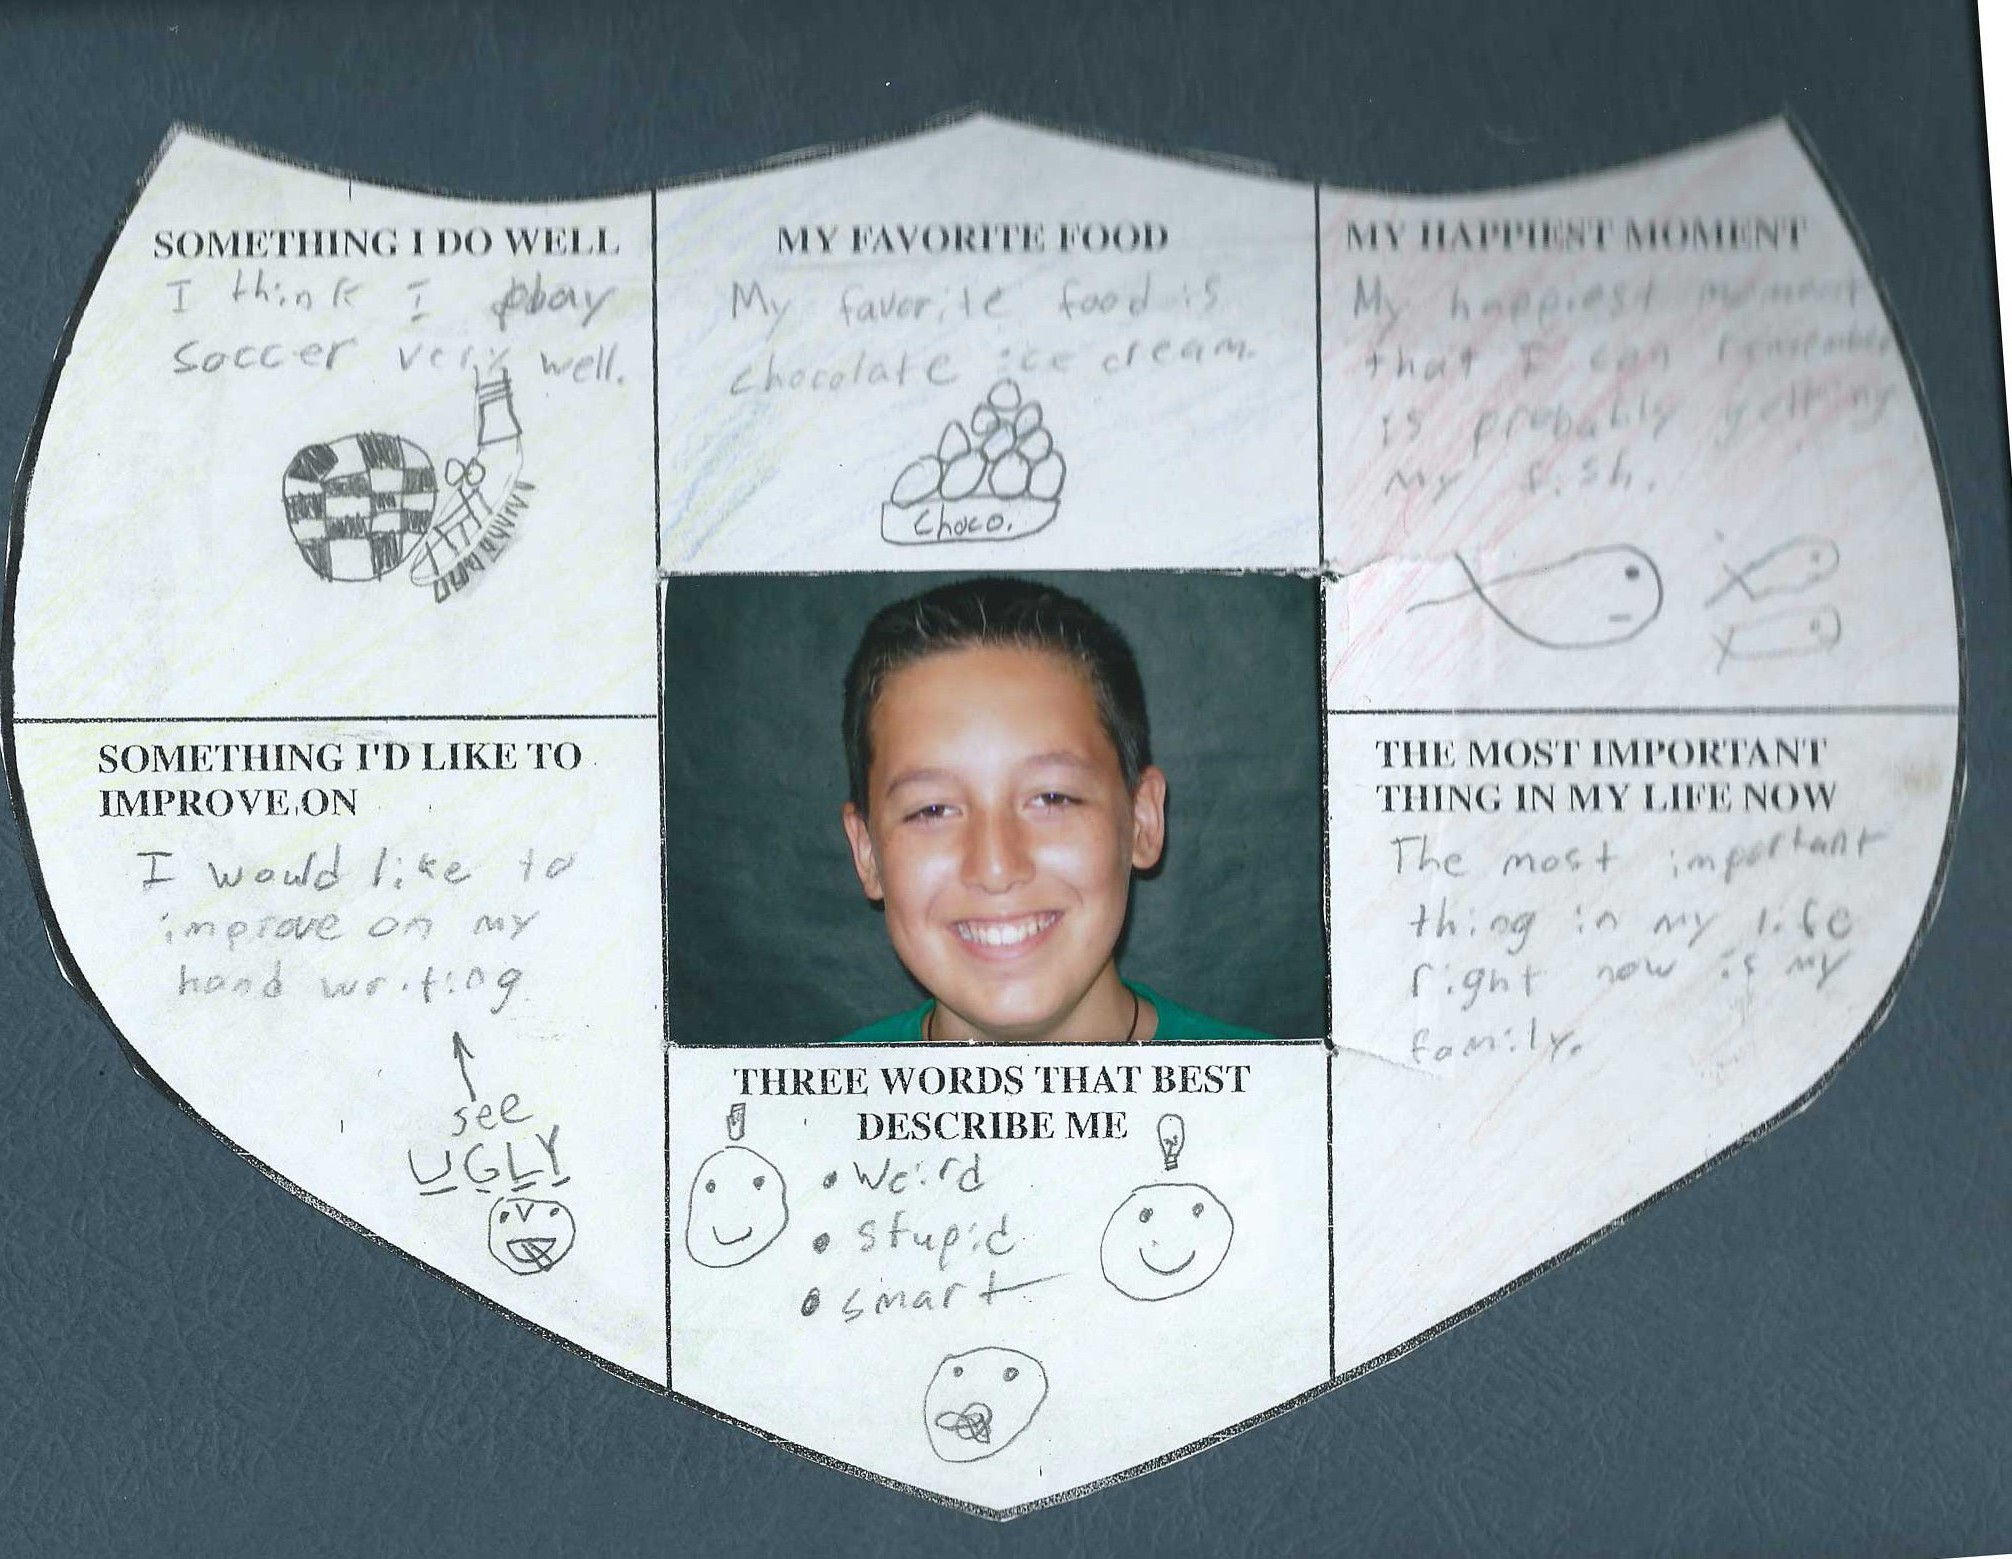 SOMETHING I DO WELL
I think I play
soccer very well.
MY FAVORITE FOOD
My favorite food is
chocolate ice cream.
Choco.
MY HAPPIEST MOMENT
My happiest moment
that I can remember
is probably getting
my fish.
SOMETHING I'D LIKE TO
IMPROVE ON
I would like to
improve on my
hand writing
see
UGLY
THREE WORDS THAT BEST
DESCRIBE ME
• Weird
• stupid
• smart
THE MOST IMPORTANT
THING IN MY LIFE NOW
The most important
thing in my life
right now is my
family.